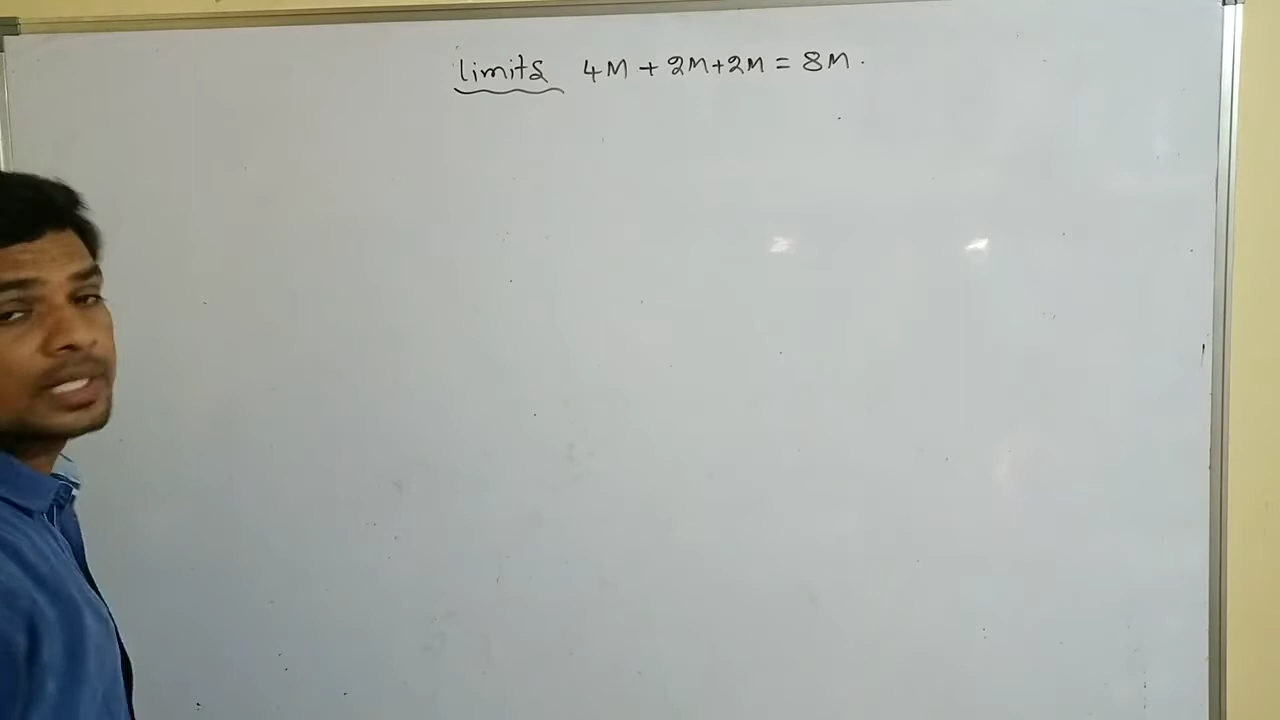 Limits 4M + 2M+2M = 8M.